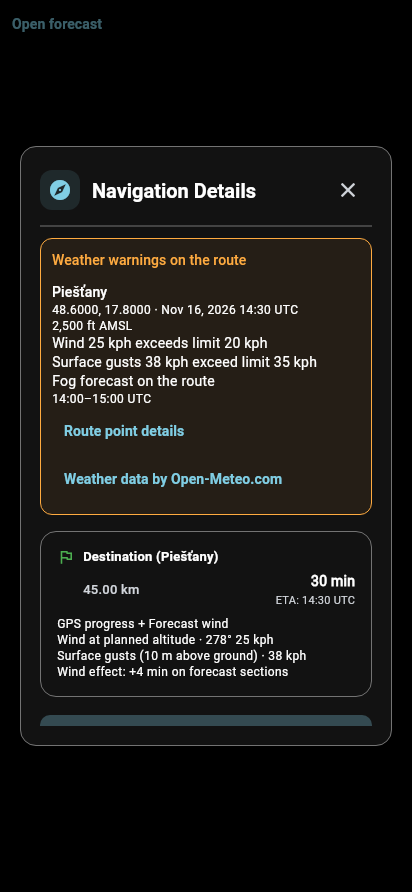 Open forecast
Navigation Details
Weather warnings on the route
Piešťany
48.6000, 17.8000 · Nov 16, 2026 14:30 UTC
2,500 ft AMSL
Wind 25 kph exceeds limit 20 kph
Surface gusts 38 kph exceed limit 35 kph
Fog forecast on the route
14:00–15:00 UTC
Route point details
Weather data by Open-Meteo.com
Destination (Piešťany)
45.00 km
30 min
ETA: 14:30 UTC
GPS progress + Forecast wind
Wind at planned altitude · 278° 25 kph
Surface gusts (10 m above ground) · 38 kph
Wind effect: +4 min on forecast sections